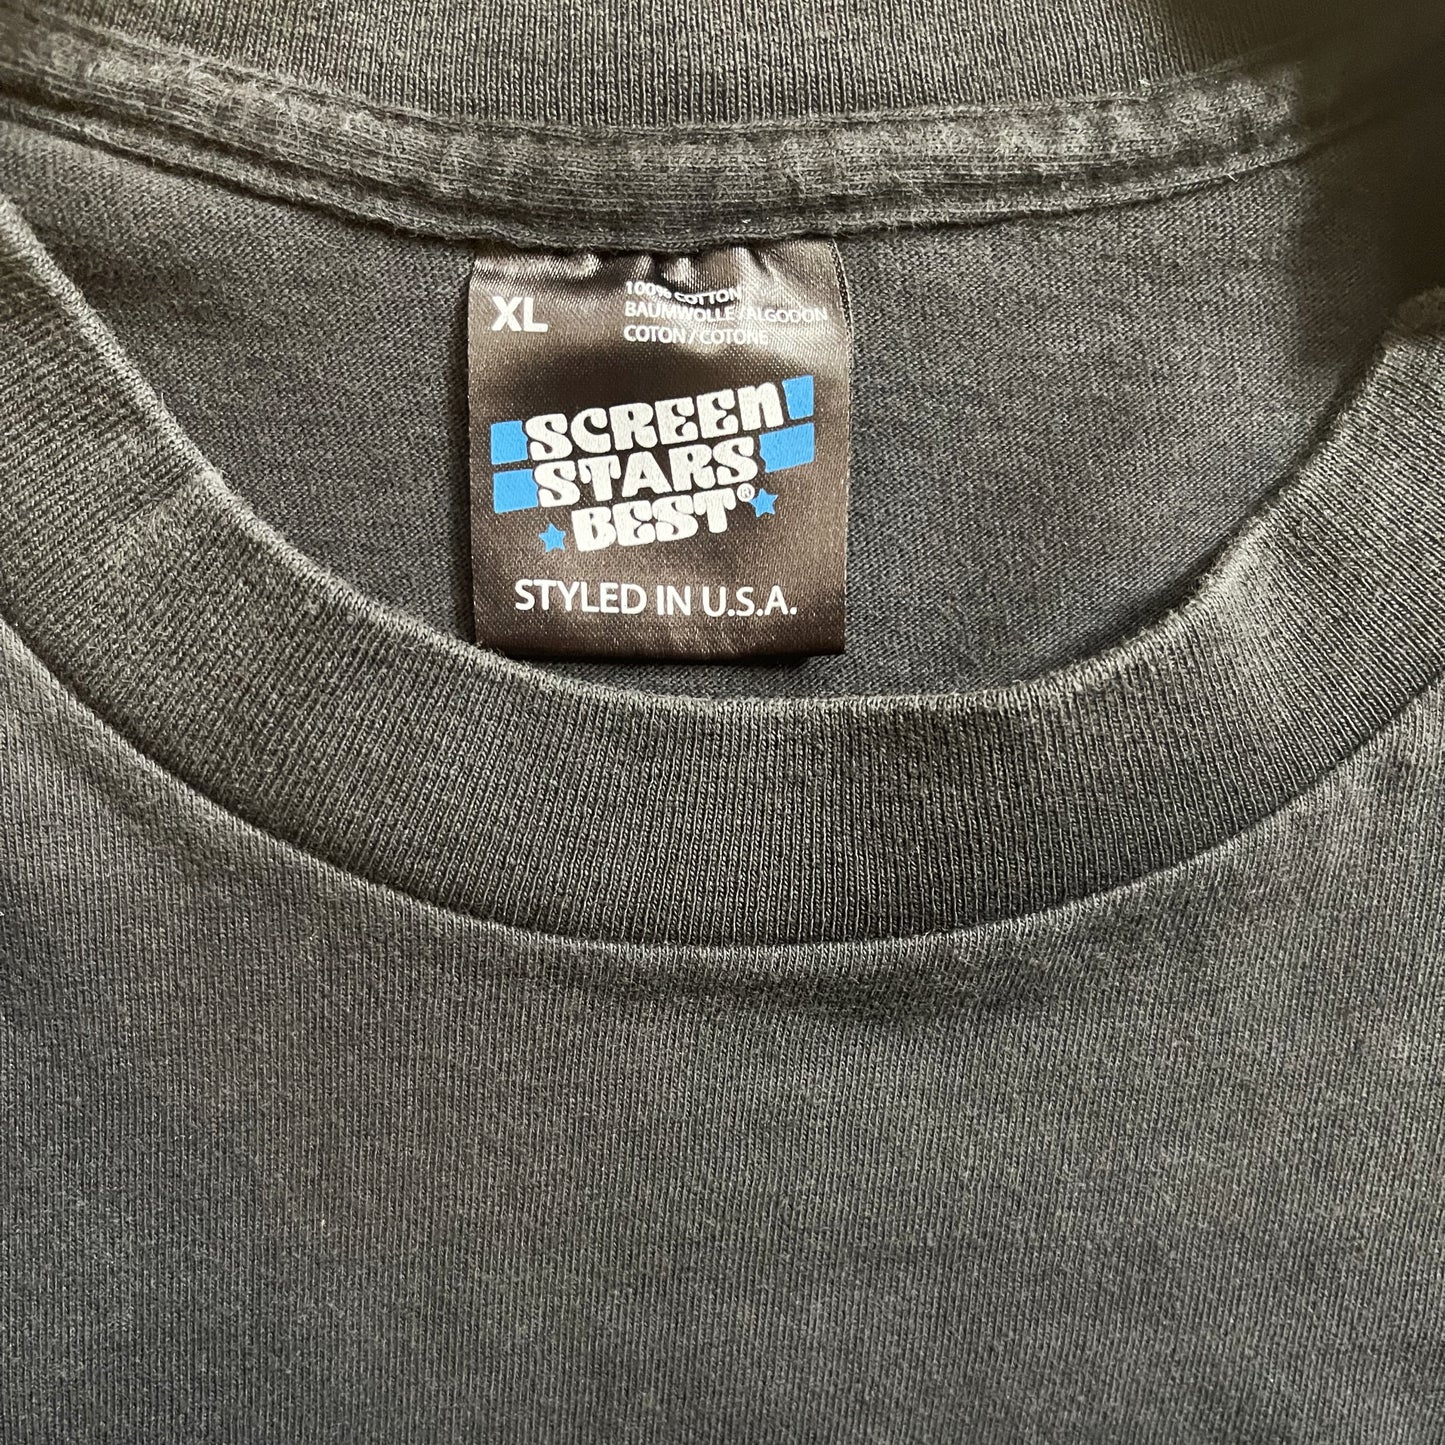 XL
100% COTTON
BAUMWOLLE/ALGODON
COTON/COTONE
SCREEN
STARS
BEST®
STYLED IN U.S.A.